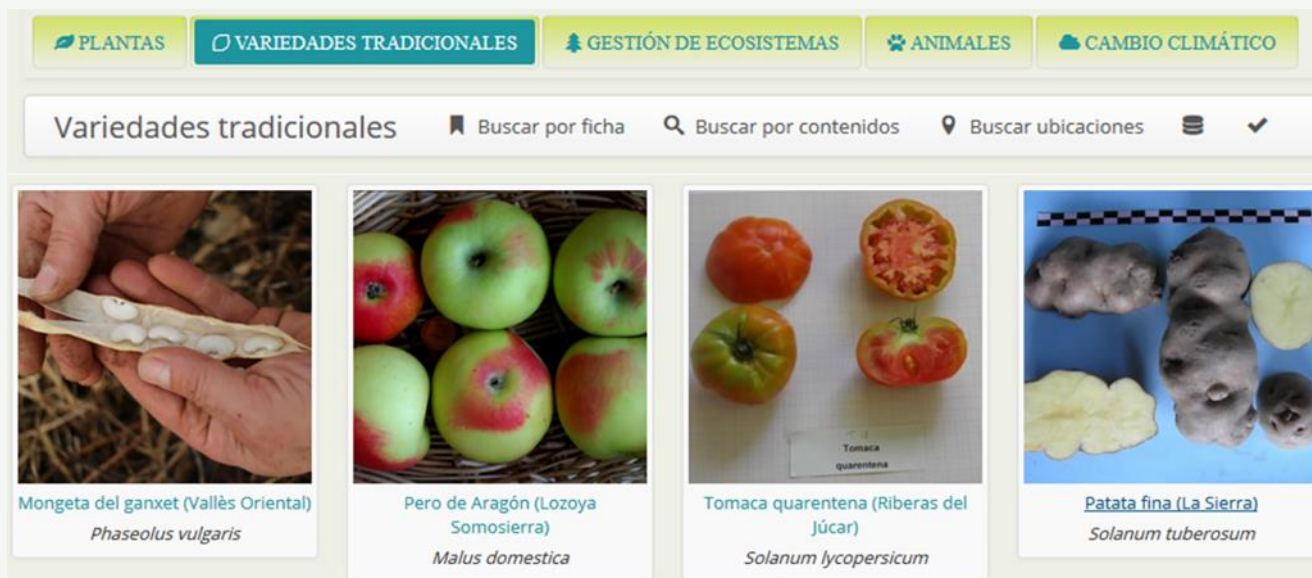 PLANTAS
VARIEDADES TRADICIONALES
GESTIÓN DE ECOSISTEMAS
ANIMALES
CAMBIO CLIMÁTICO
Variedades tradicionales
Buscar por ficha
Buscar por contenidos
Buscar ubicaciones
Tomaca
quarentena
Mongeta del ganxet (Vallès Oriental)
Phaseolus vulgaris
Pero de Aragón (Lozoya
Somosierra)
Malus domestica
Tomaca quarentena (Riberas del
Júcar)
Solanum lycopersicum
Patata fina (La Sierra)
Solanum tuberosum